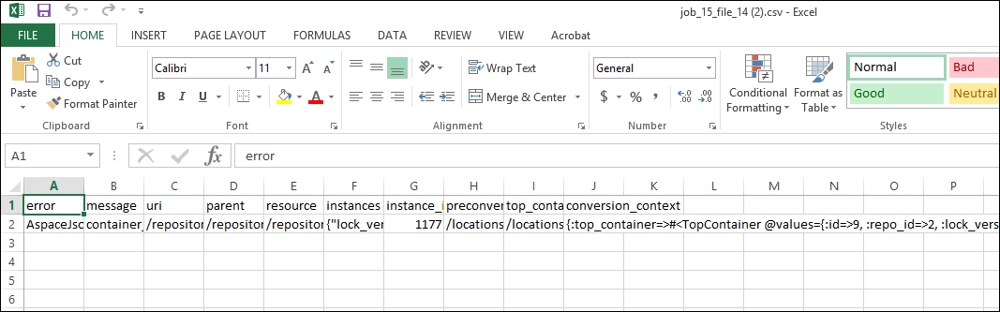 job_15_file_14 (2).csv - Excel
FILE HOME INSERT PAGE LAYOUT FORMULAS DATA REVIEW VIEW Acrobat
Paste
Cut
Copy
Format Painter
Clipboard
Calibri 11
B I U
Font
Wrap Text
Merge & Center
Alignment
General
$ % ,
Number
Conditional
Formatting
Format as
Table
Normal Bad
Good Neutral
Styles
A1 fx error
A B C D E F G H I J K L M N O P
1 error message uri parent resource instances instance_i preconver top_conta conversion_context
2 AspaceJsc container_ /repositor /repositor /repositor {"lock_ver 1177 /locations /locations {:top_container=>#<TopContainer @values={:id=>9, :repo_id=>2, :lock_vers
3
4
5
6